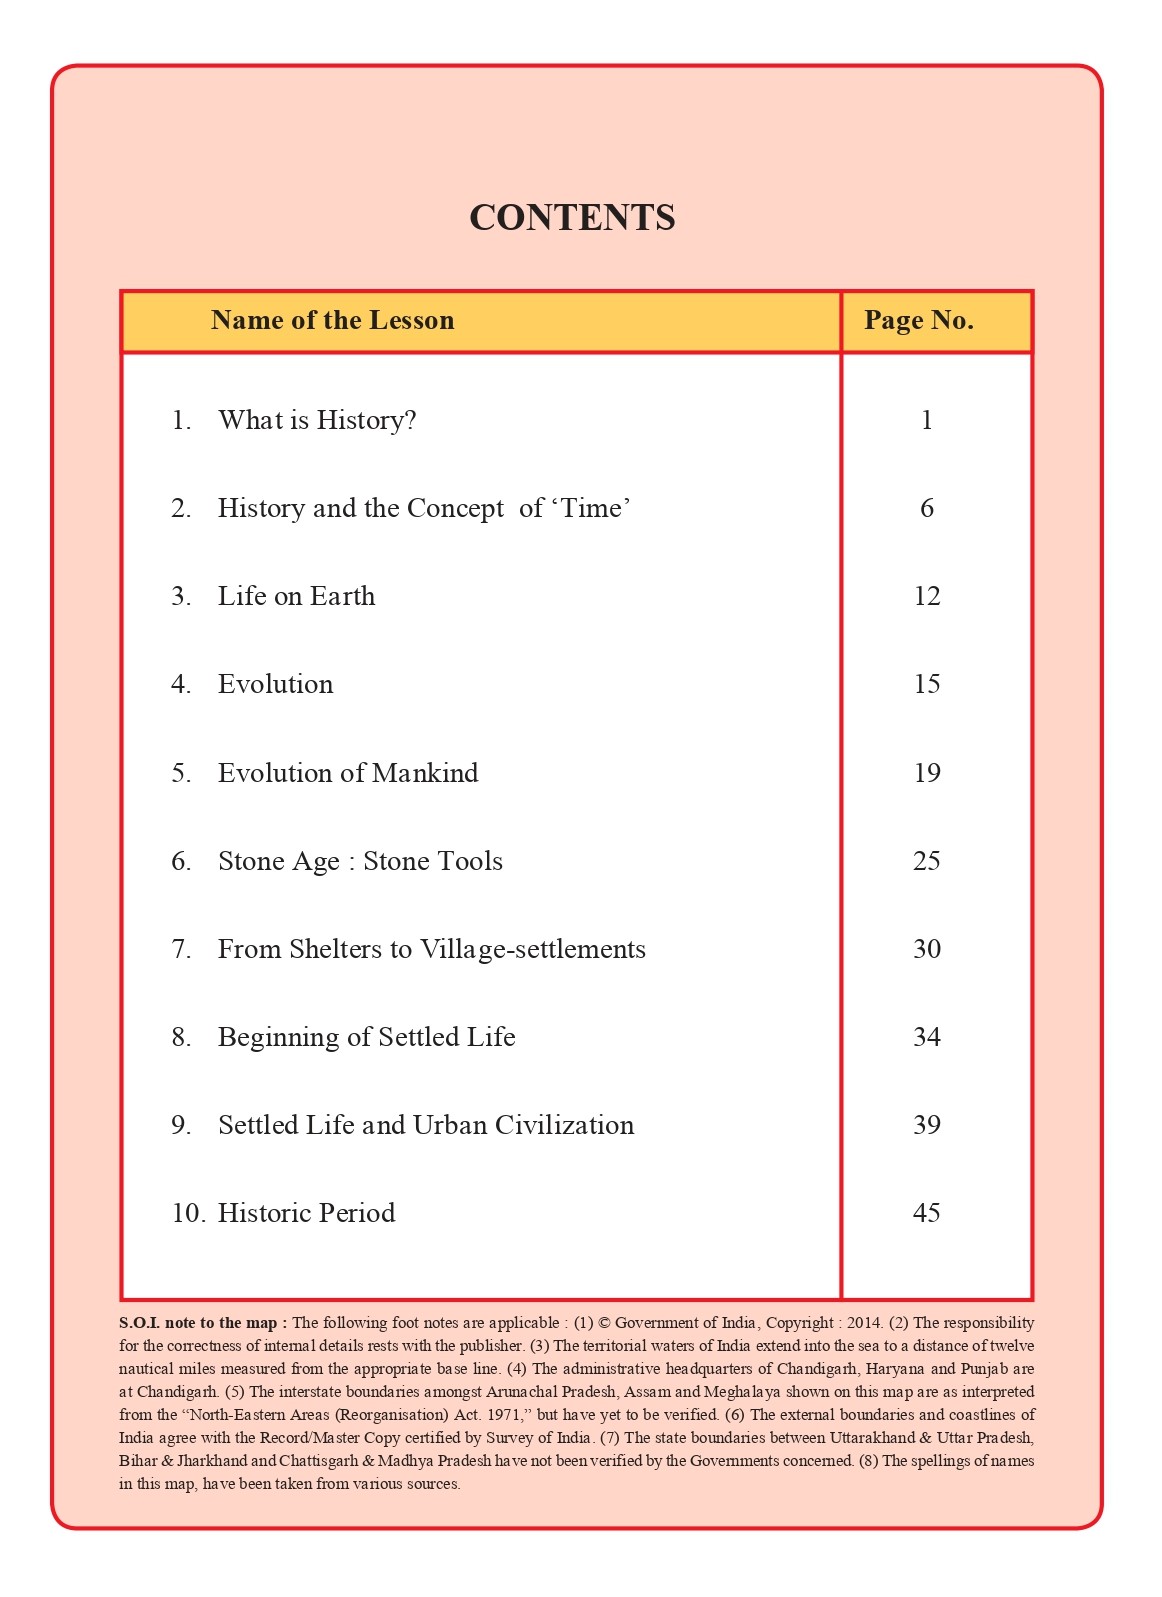 CONTENTS
Name of the Lesson Page No.
1. What is History? 1
2. History and the Concept of ‘Time’ 6
3. Life on Earth 12
4. Evolution 15
5. Evolution of Mankind 19
6. Stone Age : Stone Tools 25
7. From Shelters to Village-settlements 30
8. Beginning of Settled Life 34
9. Settled Life and Urban Civilization 39
10. Historic Period 45
S.O.I. note to the map : The following foot notes are applicable : (1) © Government of India, Copyright : 2014. (2) The responsibility
for the correctness of internal details rests with the publisher. (3) The territorial waters of India extend into the sea to a distance of twelve
nautical miles measured from the appropriate base line. (4) The administrative headquarters of Chandigarh, Haryana and Punjab are
at Chandigarh. (5) The interstate boundaries amongst Arunachal Pradesh, Assam and Meghalaya shown on this map are as interpreted
from the “North-Eastern Areas (Reorganisation) Act. 1971,” but have yet to be verified. (6) The external boundaries and coastlines of
India agree with the Record/Master Copy certified by Survey of India. (7) The state boundaries between Uttarakhand & Uttar Pradesh,
Bihar & Jharkhand and Chattisgarh & Madhya Pradesh have not been verified by the Governments concerned. (8) The spellings of names
in this map, have been taken from various sources.